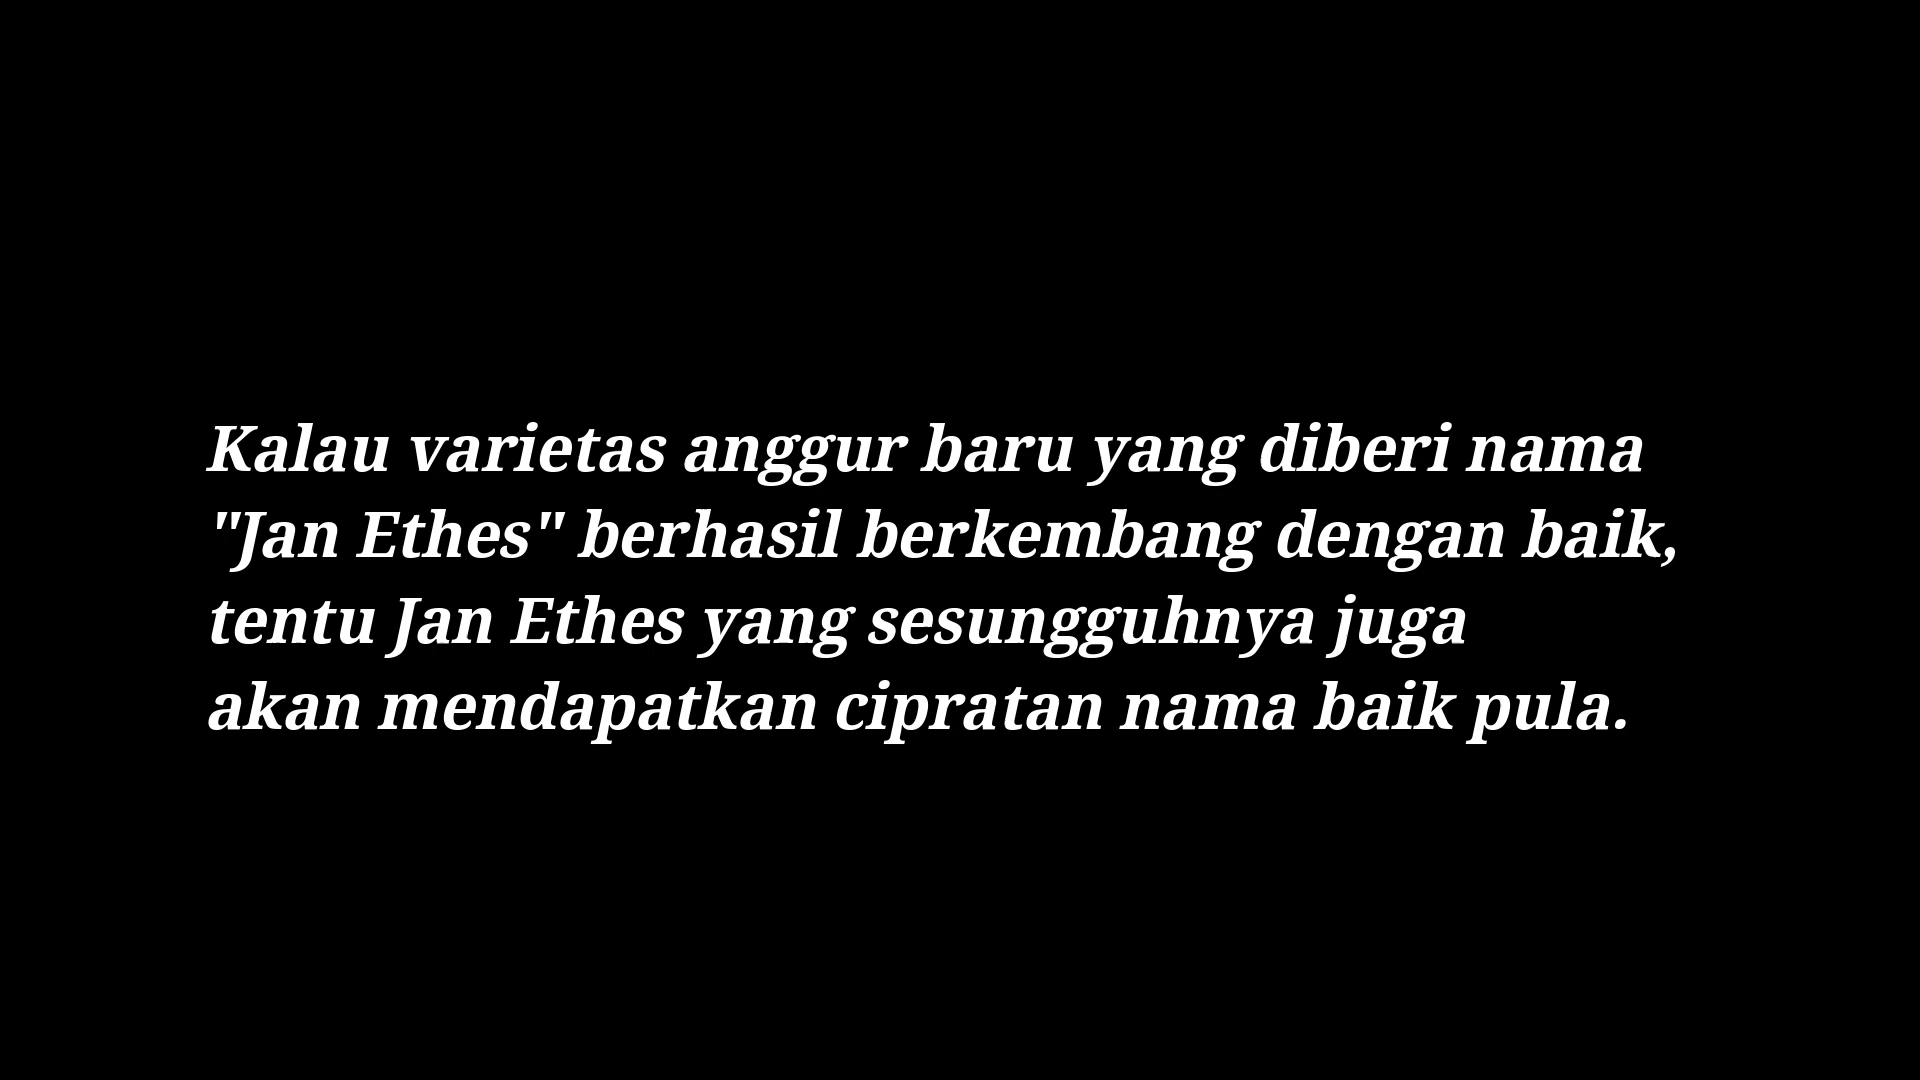 Kalau varietas anggur baru yang diberi nama
"Jan Ethes" berhasil berkembang dengan baik,
tentu Jan Ethes yang sesungguhnya juga
akan mendapatkan cipratan nama baik pula.